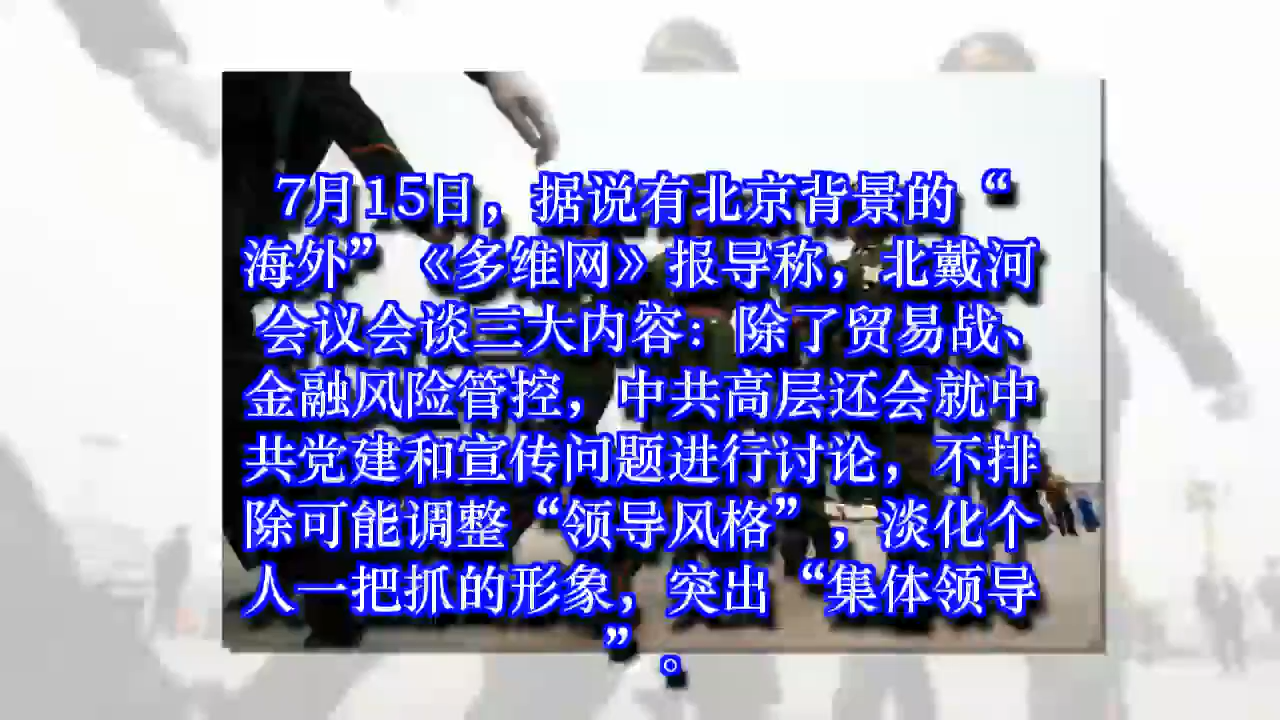 7月15日，据说有北京背景的“
海外”《多维网》报导称，北戴河
会议会谈三大内容：除了贸易战、
金融风险管控，中共高层还会就中
共党建和宣传问题进行讨论，不排
除可能调整“领导风格”，淡化个
人一把抓的形象，突出“集体领导
”。